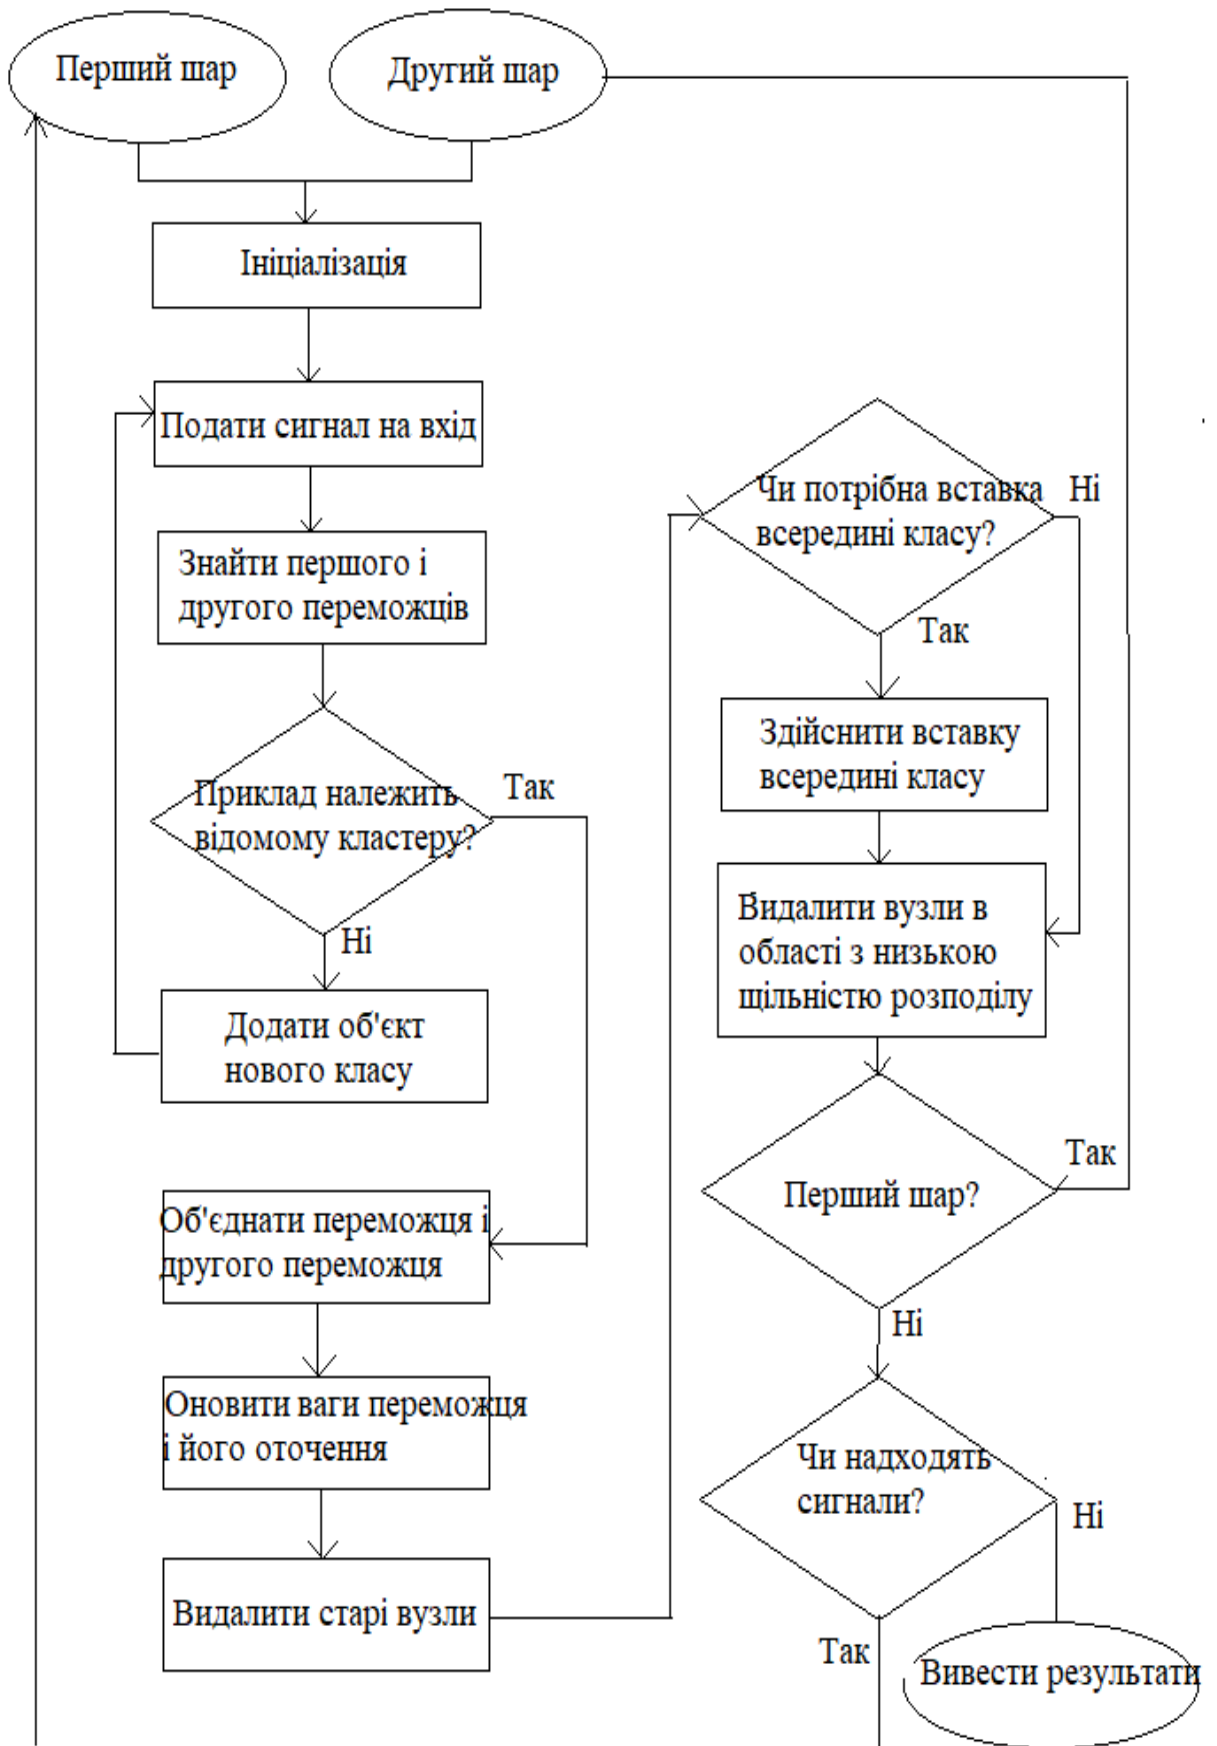 Перший шар
Другий шар
Ініціалізація
Подати сигнал на вхід
Знайти першого і
другого переможців
Приклад належить
відомому кластеру?
Так
Ні
Додати об'єкт
нового класу
Об'єднати переможця і
другого переможця
Оновити ваги переможця
і його оточення
Видалити старі вузли
Чи потрібна вставка
всередині класу?
Ні
Так
Здійснити вставку
всередині класу
Видалити вузли в
області з низькою
щільністю розподілу
Перший шар?
Так
Ні
Чи надходять
сигнали?
Ні
Так
Вивести результати